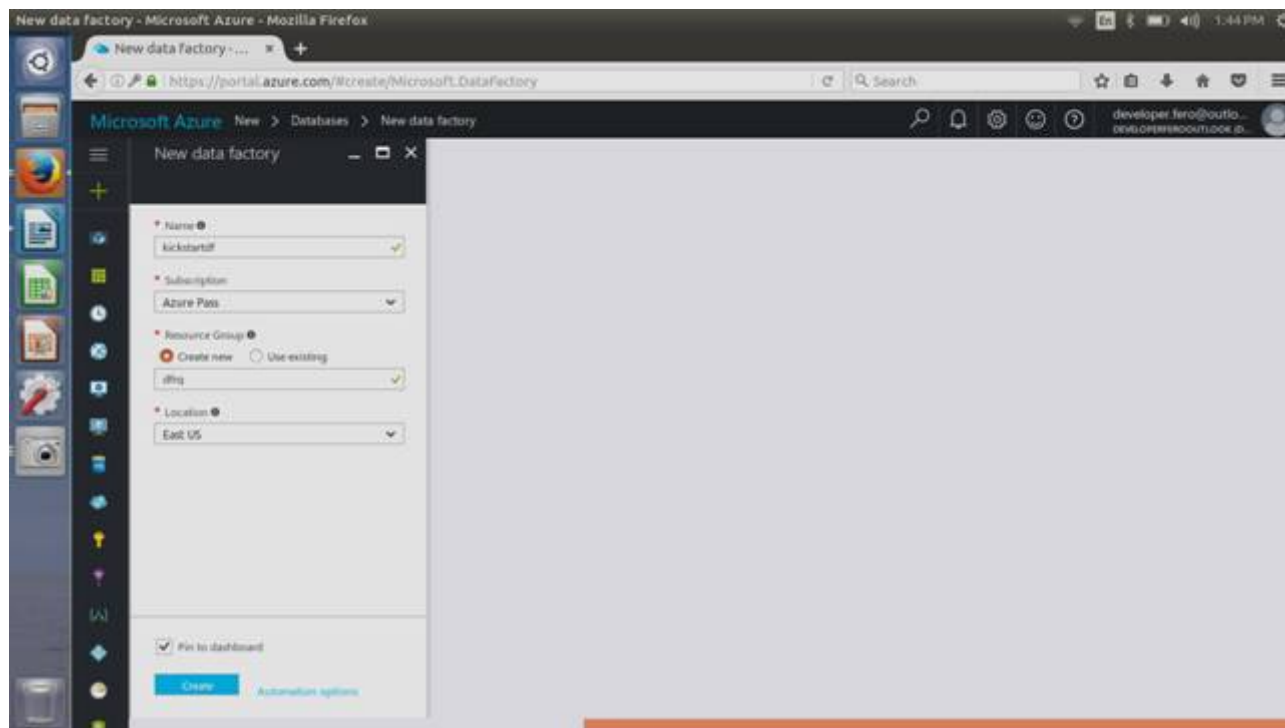 New data factory - Microsoft Azure - Mozilla Firefox
En
1:44 PM
New data factory - ... × +
https://portal.azure.com/#create/Microsoft.DataFactory
Search
Microsoft Azure New > Databases > New data factory
developer.fero@outlo...
New data factory
* Name
kickstartdf
* Subscription
Azure Pass
* Resource Group
Create new Use existing
* Location
East US
Pin to dashboard
Create Automation options